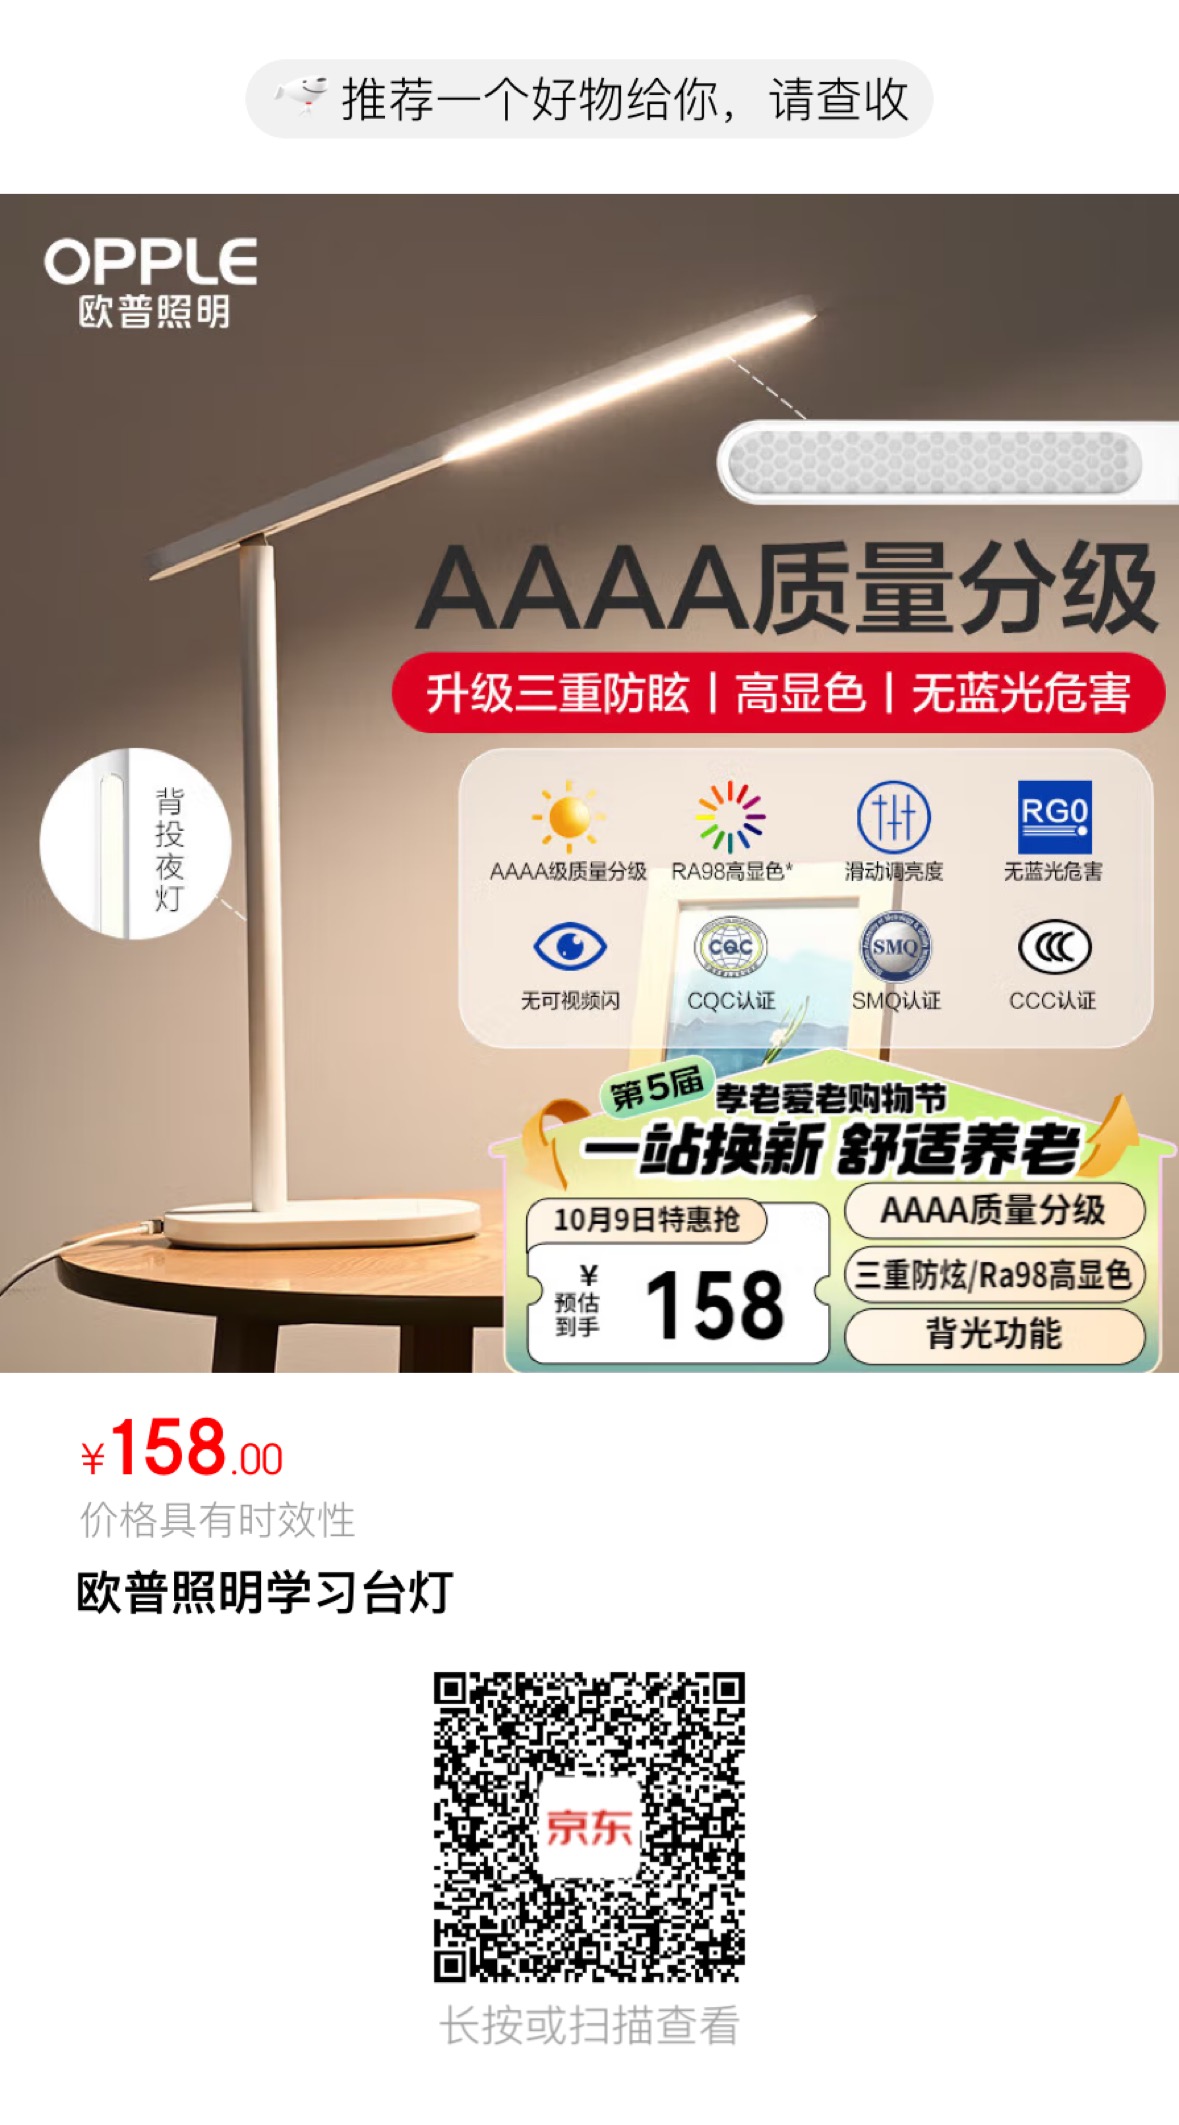 推荐一个好物给你，请查收
OPPLE
欧普照明
AAAA质量分级
升级三重防眩|高显色|无蓝光危害
背投夜灯
AAAA级质量分级 RA98高显色* 滑动调亮度 RG0 无蓝光危害
无可视频闪 CQC CQC认证 SMQ SMQ认证 CCC认证
第5届 孝老爱老购物节
一站换新 舒适养老
10月9日特惠抢
¥
预估
到手
158
AAAA质量分级
三重防炫/Ra98高显色
背光功能
¥158.00
价格具有时效性
欧普照明学习台灯
京东
长按或扫描查看